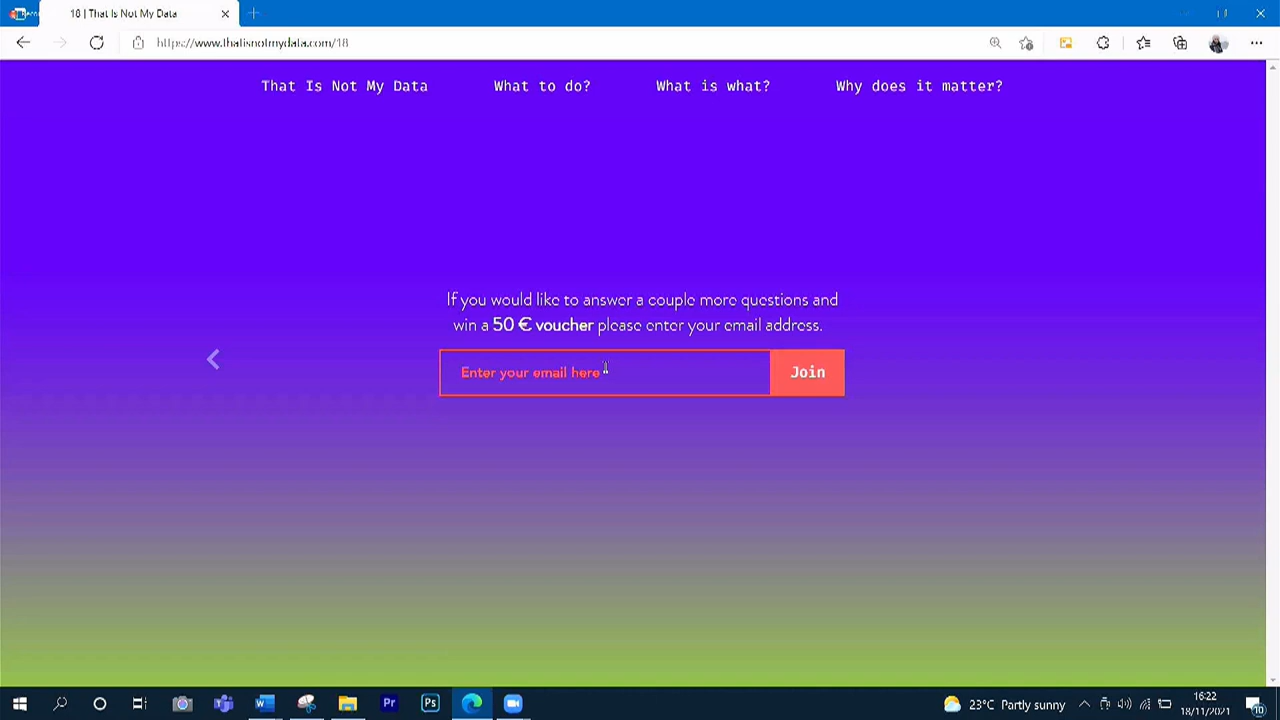 18 | That Is Not My Data
https://www.thatisnotmydata.com/18
That Is Not My Data
What to do?
What is what?
Why does it matter?
If you would like to answer a couple more questions and
win a 50 € voucher please enter your email address.
Enter your email here
Join
Pr
Ps
23°C Partly sunny
16:22
18/11/2021
10